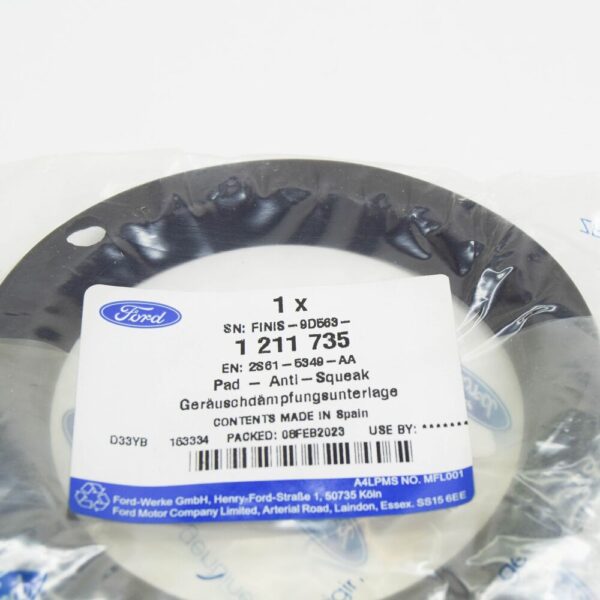 1 x
Ford
SN: FINIS-9D563-
1 211 735
EN: 2S61-5349-AA
Pad - Anti-Squeak
Geräuschdämpfungsunterlage
CONTENTS MADE IN Spain
D33YB 163334 PACKED: 06FEB2023 USE BY: *******
A4LPMS NO. MFL001
Ford-Werke GmbH, Henry-Ford-Straße 1, 50735 Köln
Ford Motor Company Limited, Arterial Road, Laindon, Essex. SS15 6EE